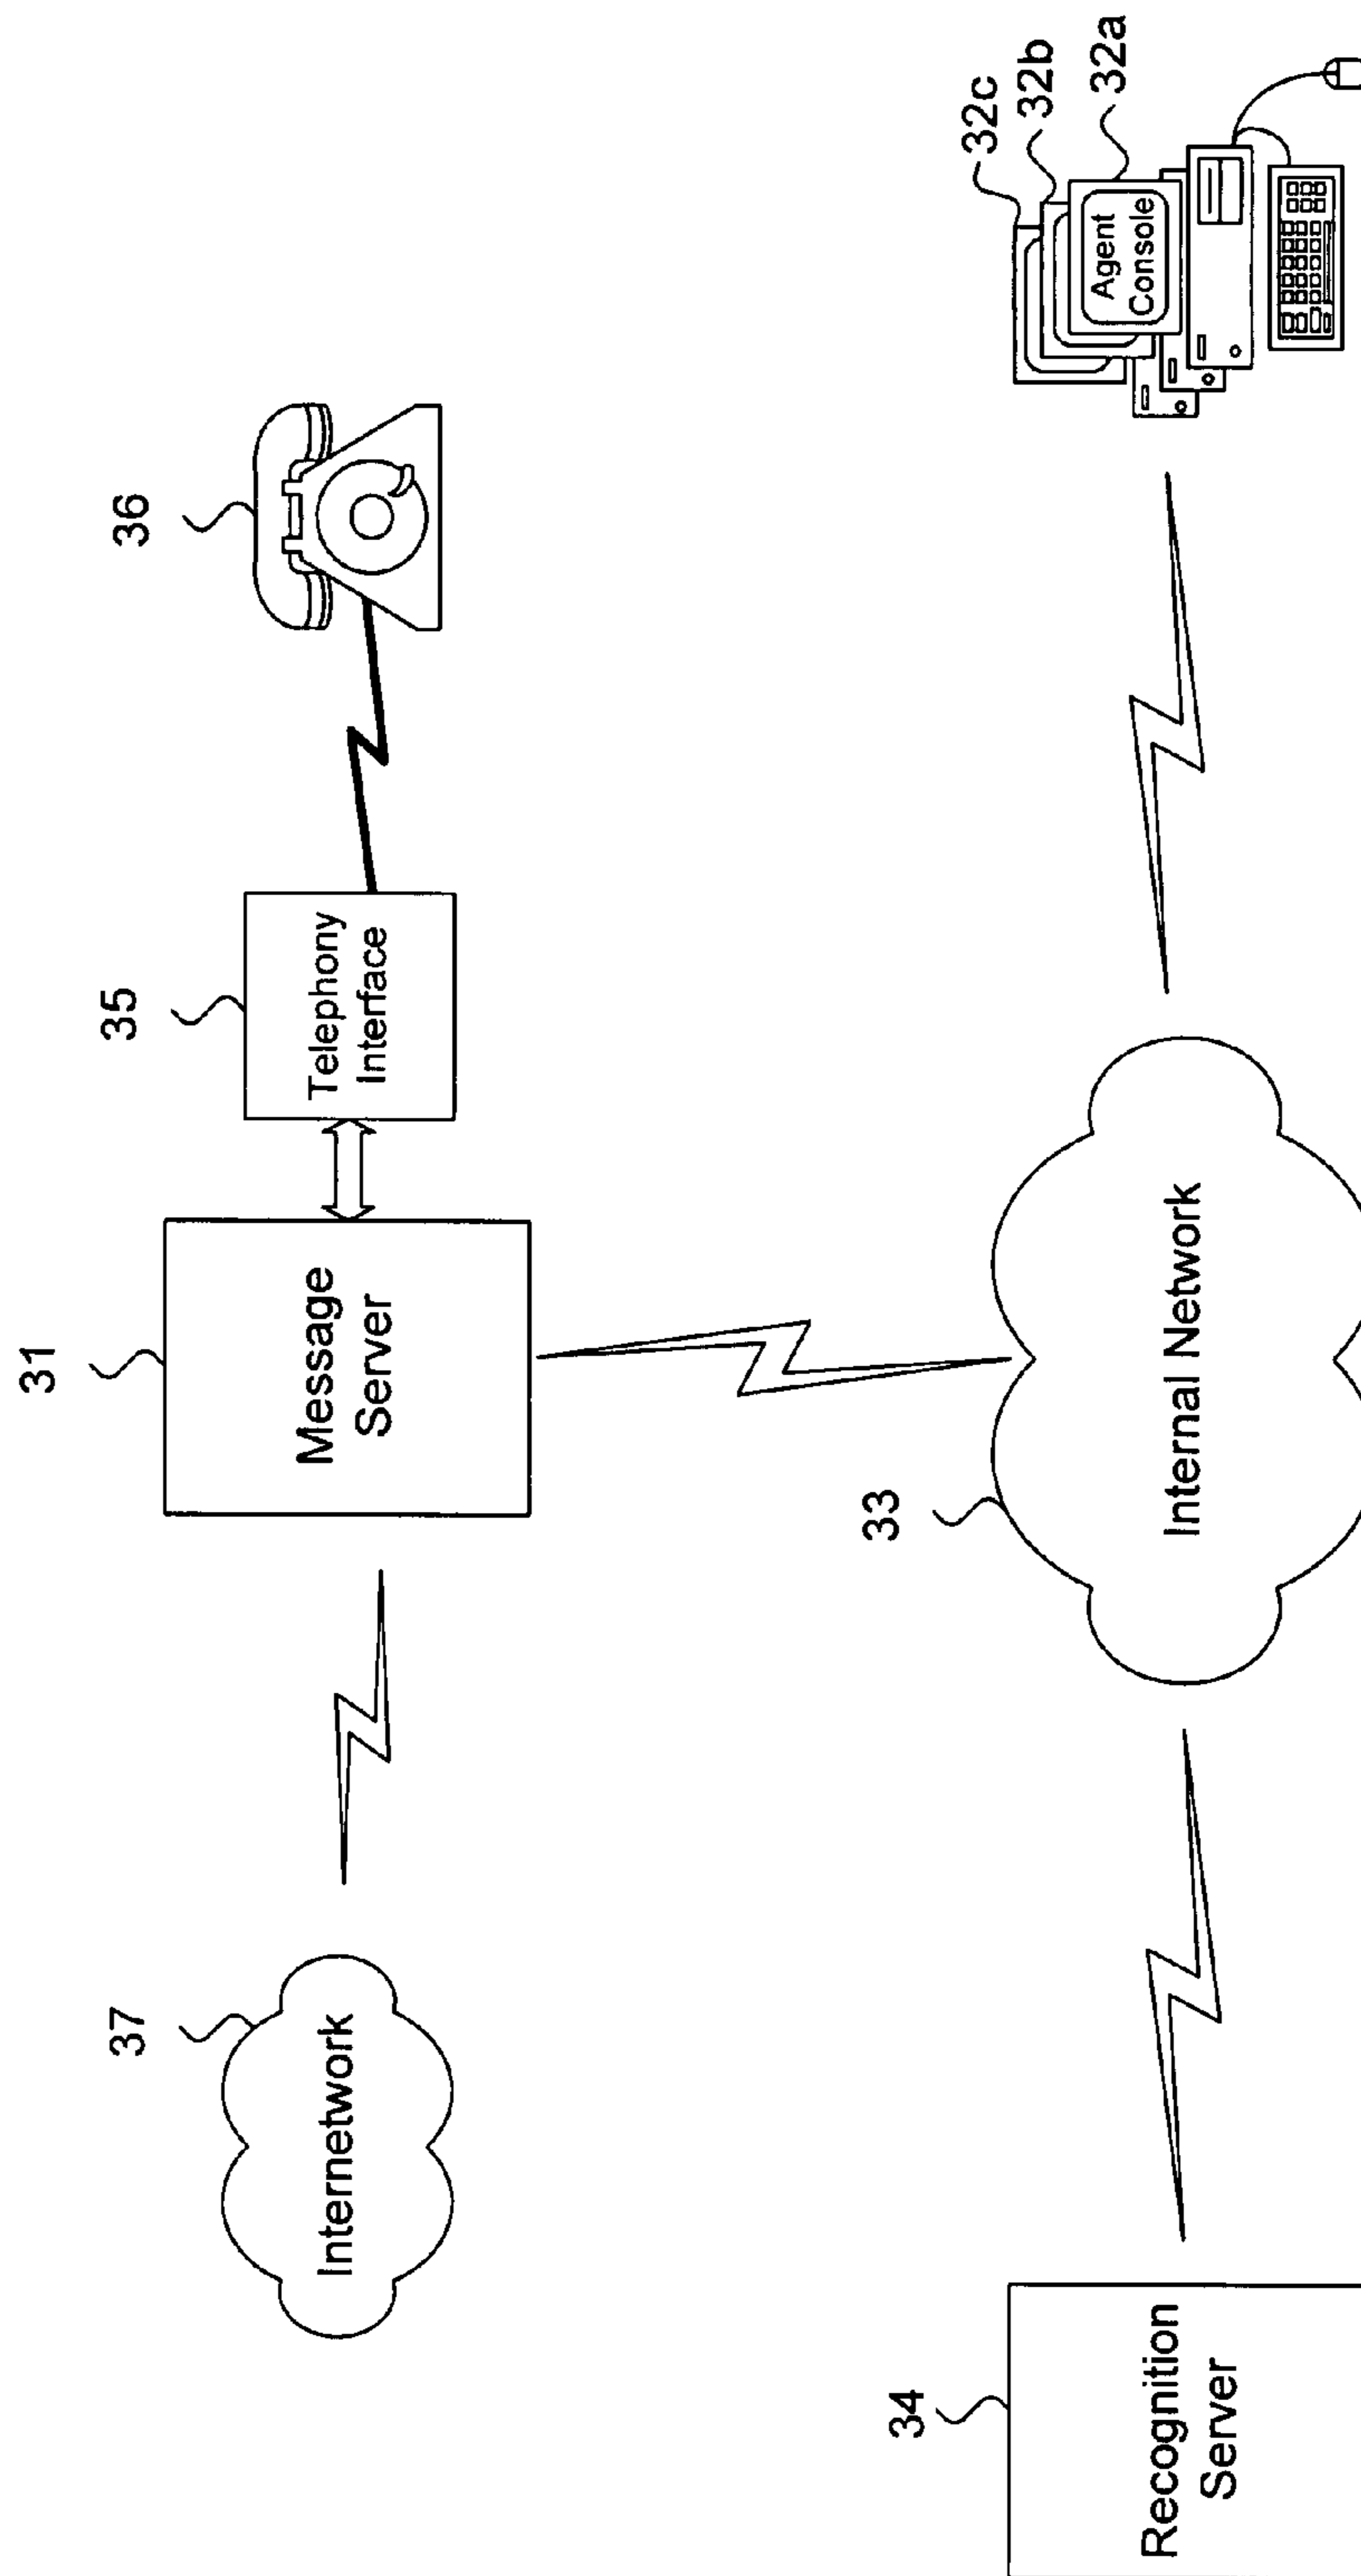 31
35
36
37
Message
Server
Telephony
Interface
Internetwork
32c
32b
32a
Agent
Console
33
Internal Network
34
Recognition
Server